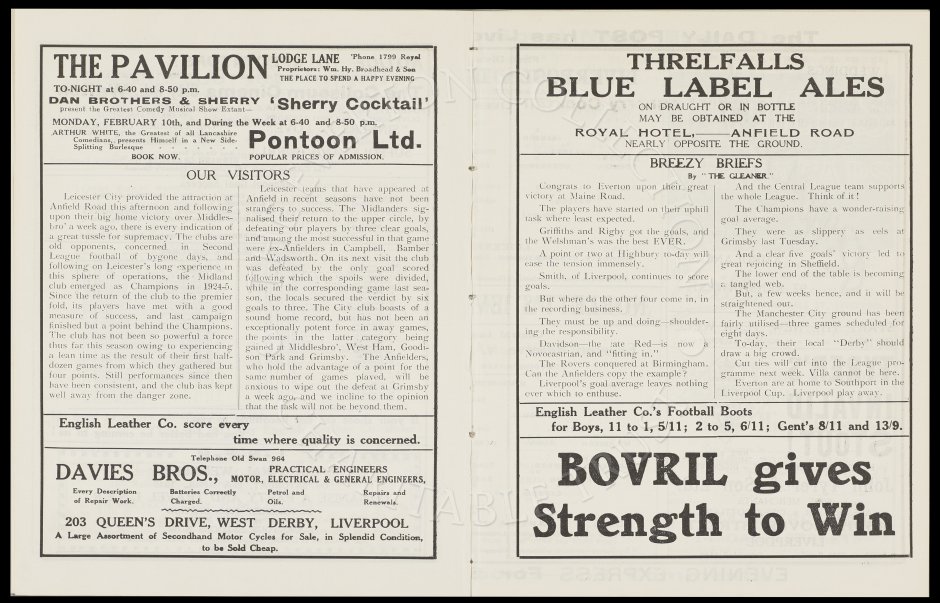 THE PAVILION
LODGE LANE 'Phone 1799 Royal
Proprietors: Wm. Hy. Broadhead & Son
THE PLACE TO SPEND A HAPPY EVENING
TO-NIGHT at 6-40 and 8-50 p.m.
DAN BROTHERS & SHERRY 'Sherry Cocktail'
present the Greatest Comedy Musical Show Extant—
MONDAY, FEBRUARY 10th, and During the Week at 6-40 and 8-50 p.m.
ARTHUR WHITE, the Greatest of all Lancashire
Comedians, presents Himself in a New Side-
Splitting Burlesque
Pontoon Ltd.
BOOK NOW. POPULAR PRICES OF ADMISSION.
OUR VISITORS
Leicester City provided the attraction at
Anfield Road this afternoon and following
upon their big home victory over Middles-
bro' a week ago, there is every indication of
a great tussle for supremacy. The clubs are
old opponents, concerned in Second
League football of bygone days, and
following on Leicester's long experience in
this sphere of operations, the Midland
club emerged as Champions in 1924-5.
Since the return of the club to the premier
fold, its players have met with a good
measure of success, and last campaign
finished but a point behind the Champions.
The club has not been so powerful a force
thus far this season owing to experiencing
a lean time as the result of their first half-
dozen games from which they gathered but
four points. Still performances since then
have been consistent, and the club has kept
well away from the danger zone.
Leicester teams that have appeared at
Anfield in recent seasons have not been
strangers to success. The Midlanders sig-
nalised their return to the upper circle, by
defeating our players by three clear goals,
and among the most successful in that game
were ex-Anfielders in Campbell, Bamber
and Wadsworth. On its next visit the club
was defeated by the only goal scored
following which the spoils were divided,
while in the corresponding game last sea-
son, the locals secured the verdict by six
goals to three. The City club boasts of a
sound home record, but has not been an
exceptionally potent force in away games,
the points in the latter category being
gained at Middlesbro', West Ham, Goodi-
son Park and Grimsby. The Anfielders,
who hold the advantage of a point for the
same number of games played, will be
anxious to wipe out the defeat at Grimsby
a week ago, and we incline to the opinion
that the task will not be beyond them.
English Leather Co. score every
time where quality is concerned.
Telephone Old Swan 964
DAVIES BROS., PRACTICAL ENGINEERS
MOTOR, ELECTRICAL & GENERAL ENGINEERS,
Every Description
of Repair Work.
Batteries Correctly
Charged.
Petrol and
Oils.
Repairs and
Renewals.
203 QUEEN'S DRIVE, WEST DERBY, LIVERPOOL
A Large Assortment of Secondhand Motor Cycles for Sale, in Splendid Condition,
to be Sold Cheap.
THRELFALLS
BLUE LABEL ALES
ON DRAUGHT OR IN BOTTLE
MAY BE OBTAINED AT THE
ROYAL HOTEL,——ANFIELD ROAD
NEARLY OPPOSITE THE GROUND.
BREEZY BRIEFS
By "THE GLEANER."
Congrats to Everton upon their great
victory at Maine Road.
The players have started on their uphill
task where least expected.
Griffiths and Rigby got the goals, and
the Welshman's was the best EVER.
A point or two at Highbury to-day will
ease the tension immensely.
Smith, of Liverpool, continues to score
goals.
But where do the other four come in, in
the recording business.
They must be up and doing—shoulder-
ing the responsibility.
Davidson—the late Red—is now a
Novocastrian, and "fitting in."
The Rovers conquered at Birmingham.
Can the Anfielders copy the example?
Liverpool's goal average leaves nothing
ever which to enthuse.
And the Central League team supports
the whole League. Think of it!
The Champions have a wonder-raising
goal average.
They were as slippery as eels at
Grimsby last Tuesday.
And a clear five goals' victory led to
great rejoicing in Sheffield.
The lower end of the table is becoming
a tangled web.
But, a few weeks hence, and it will be
straightened out.
The Manchester City ground has been
fairly utilised—three games scheduled for
eight days.
To-day, their local "Derby" should
draw a big crowd.
Cup ties will cut into the League pro-
gramme next week. Villa cannot be here.
Everton are at home to Southport in the
Liverpool Cup. Liverpool play away.
English Leather Co.'s Football Boots
for Boys, 11 to 1, 5/11; 2 to 5, 6/11; Gent's 8/11 and 13/9.
BOVRIL gives
Strength to Win